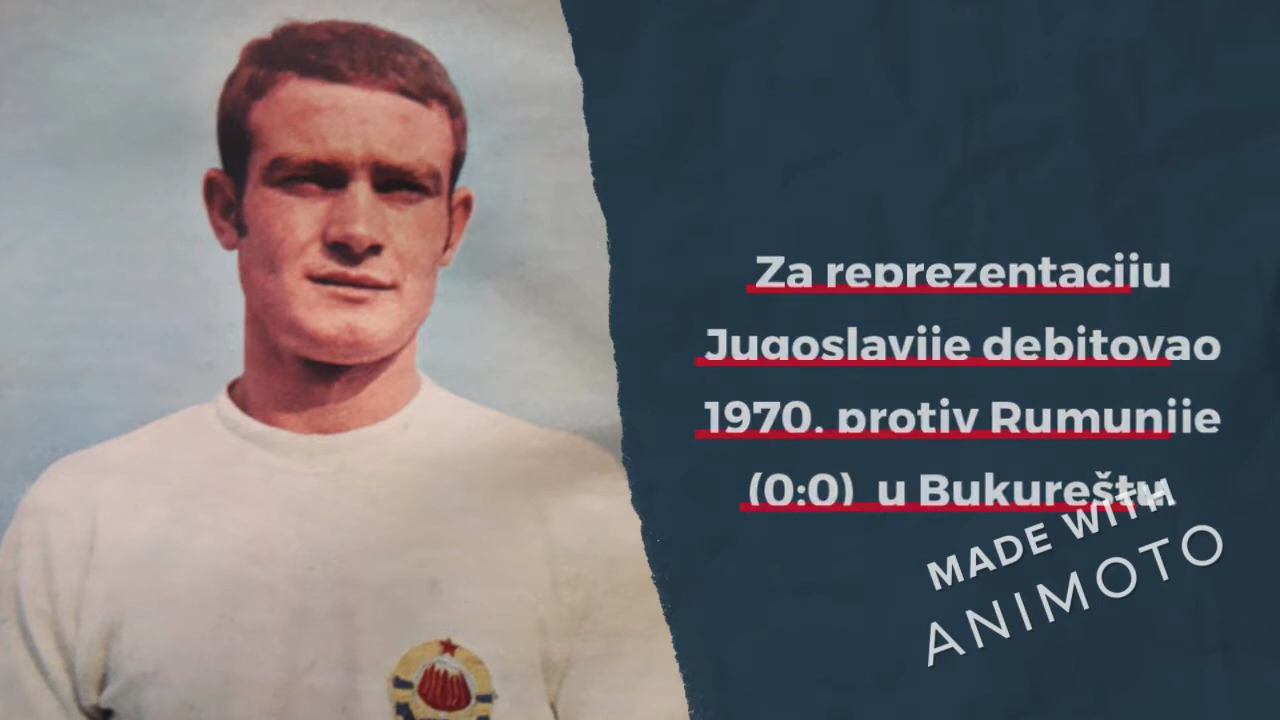 Za reprezentaciju
Jugoslavije debitovao
1970. protiv Rumunije
(0:0) u Bukureštu
MADE WITH
ANIMOTO